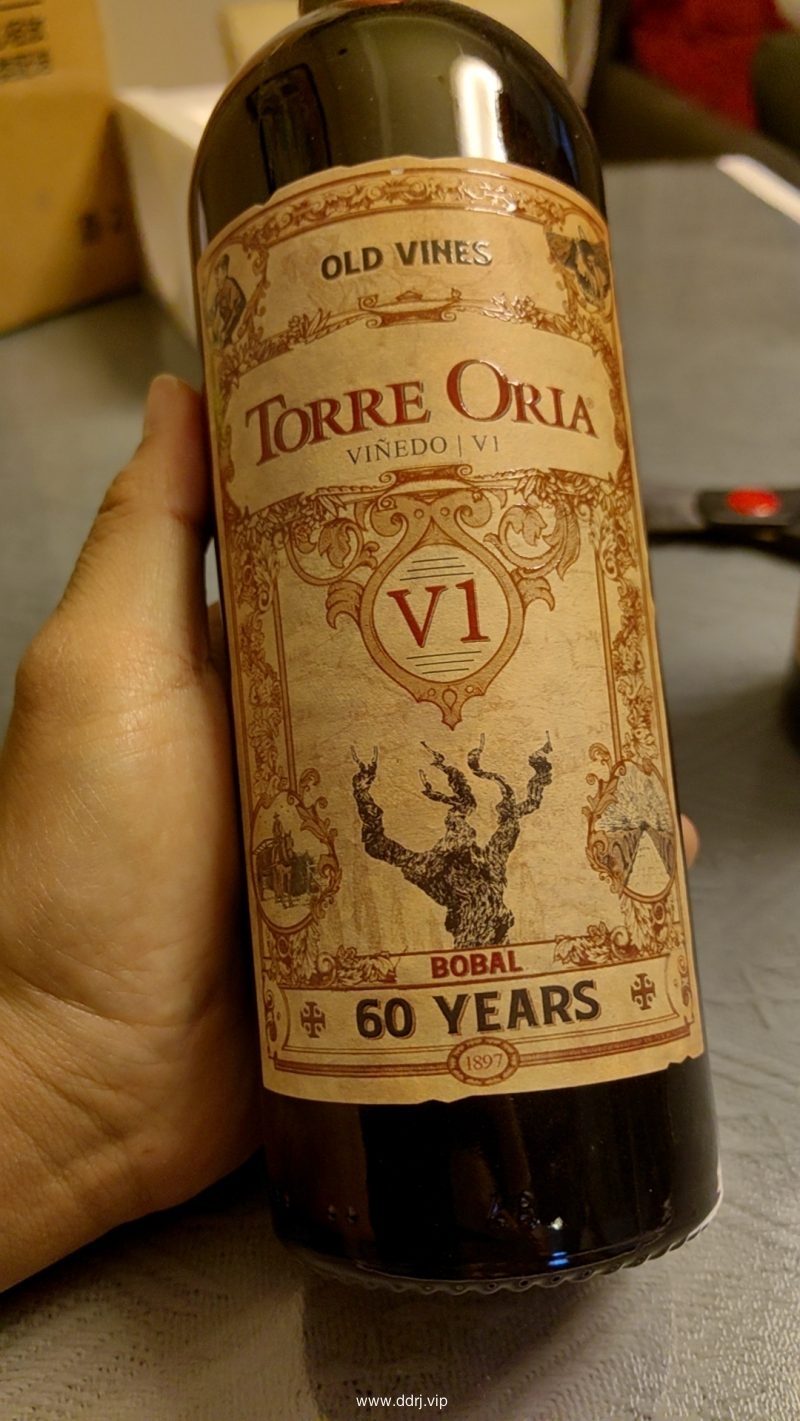 OLD VINES
TORRE ORIA®
VIÑEDO | V1
V1
BOBAL
60 YEARS
1897
www.ddrj.vip